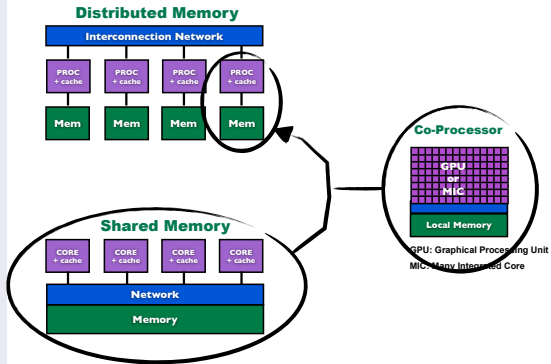 Distributed Memory
Interconnection Network
PROC PROC PROC PROC
+ cache + cache + cache + cache
Mem Mem Mem Mem
Co-Processor
GPU
or
MIC
Local Memory
GPU: Graphical Processing Unit
MIC: Many Integrated Core
Shared Memory
CORE CORE CORE CORE
+ cache + cache + cache + cache
Network
Memory